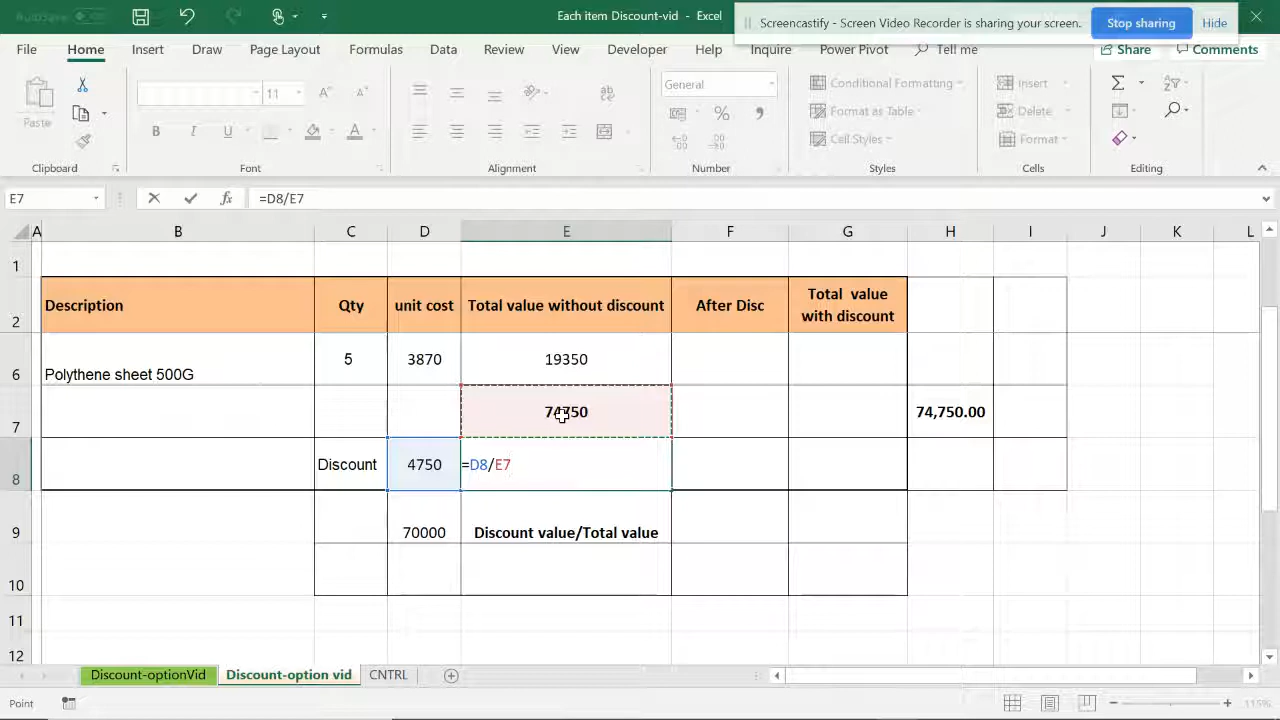 AutoSave
Each item Discount-vid - Excel
Screencastify - Screen Video Recorder is sharing your screen.
Stop sharing
Hide
File Home Insert Draw Page Layout Formulas Data Review View Developer Help Inquire Power Pivot Tell me Share Comments
Paste
11
General
Conditional Formatting
Format as Table
Cell Styles
Insert
Delete
Format
Clipboard Font Alignment Number Styles Cells Editing
E7 =D8/E7
A B C D E F G H I J K L
1
2 Description Qty unit cost Total value without discount After Disc Total value
with discount
6 Polythene sheet 500G 5 3870 19350
7 74,750.00
8 Discount 4750 =D8/E7
9 70000 Discount value/Total value
10
11
12
Discount-optionVid Discount-option vid CNTRL
Point
115%